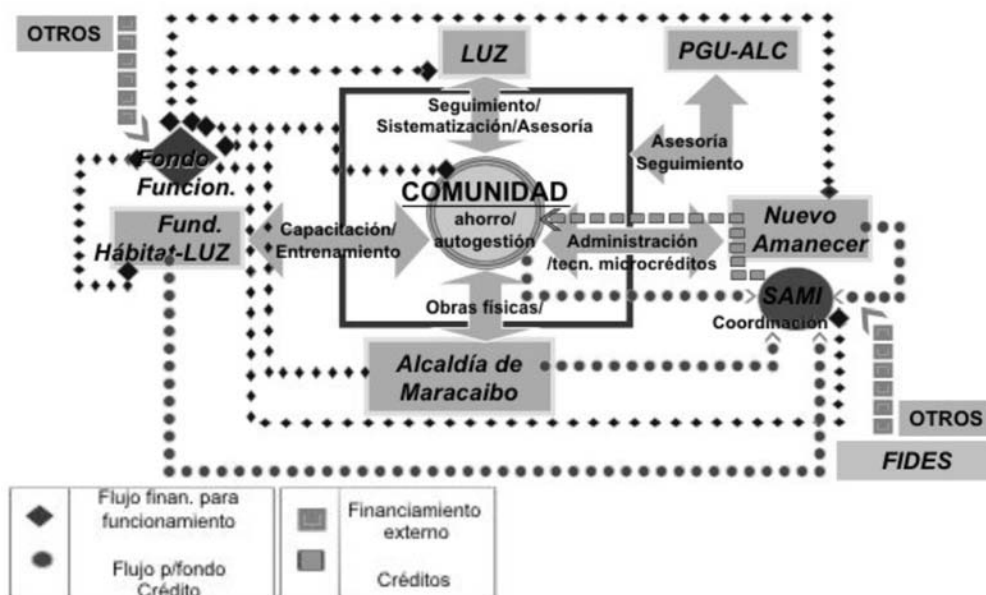 OTROS
LUZ
PGU-ALC
Seguimiento/
Sistematización/Asesoría
Asesoría
Seguimiento
Fondo
Funcion.
COMUNIDAD
ahorro/
autogestión
Fund.
Hábitat-LUZ
Capacitación/
Entrenamiento
Administración
/tecn. microcréditos
Nuevo
Amanecer
SAMI
Coordinación
Obras físicas/
Alcaldía de
Maracaibo
OTROS
FIDES
Flujo finan. para
funcionamiento
Flujo p/fondo
Crédito
Financiamiento
externo
Créditos